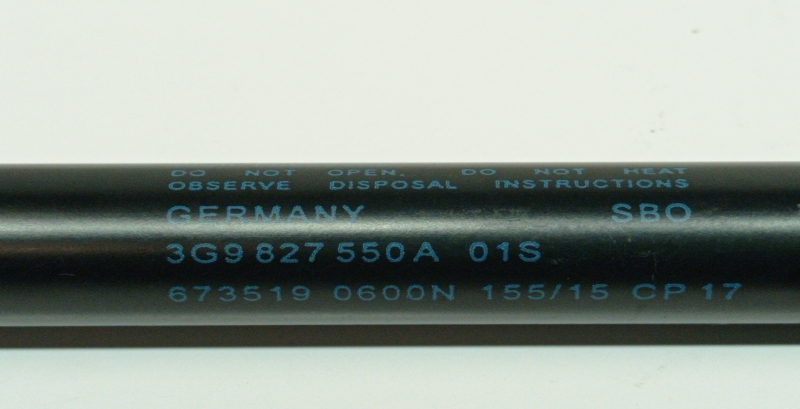 DO NOT OPEN. DO NOT HEAT
OBSERVE DISPOSAL INSTRUCTIONS
GERMANY SBO
3G9 827 550 A 01S
673519 0600N 155/15 CP 17